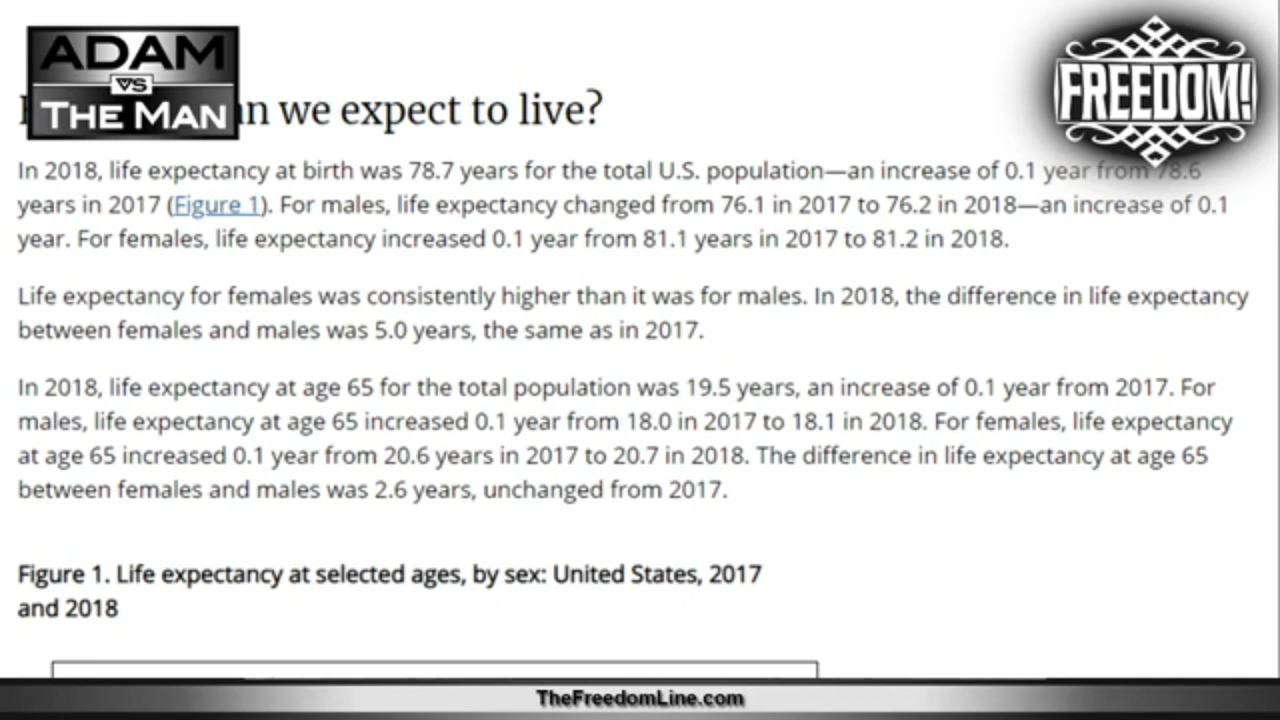 ADAM
VS
THE MAN
FREEDOM!
an we expect to live?
In 2018, life expectancy at birth was 78.7 years for the total U.S. population—an increase of 0.1 year from 78.6
years in 2017 (Figure 1). For males, life expectancy changed from 76.1 in 2017 to 76.2 in 2018—an increase of 0.1
year. For females, life expectancy increased 0.1 year from 81.1 years in 2017 to 81.2 in 2018.
Life expectancy for females was consistently higher than it was for males. In 2018, the difference in life expectancy
between females and males was 5.0 years, the same as in 2017.
In 2018, life expectancy at age 65 for the total population was 19.5 years, an increase of 0.1 year from 2017. For
males, life expectancy at age 65 increased 0.1 year from 18.0 in 2017 to 18.1 in 2018. For females, life expectancy
at age 65 increased 0.1 year from 20.6 years in 2017 to 20.7 in 2018. The difference in life expectancy at age 65
between females and males was 2.6 years, unchanged from 2017.
Figure 1. Life expectancy at selected ages, by sex: United States, 2017
and 2018
TheFreedomLine.com